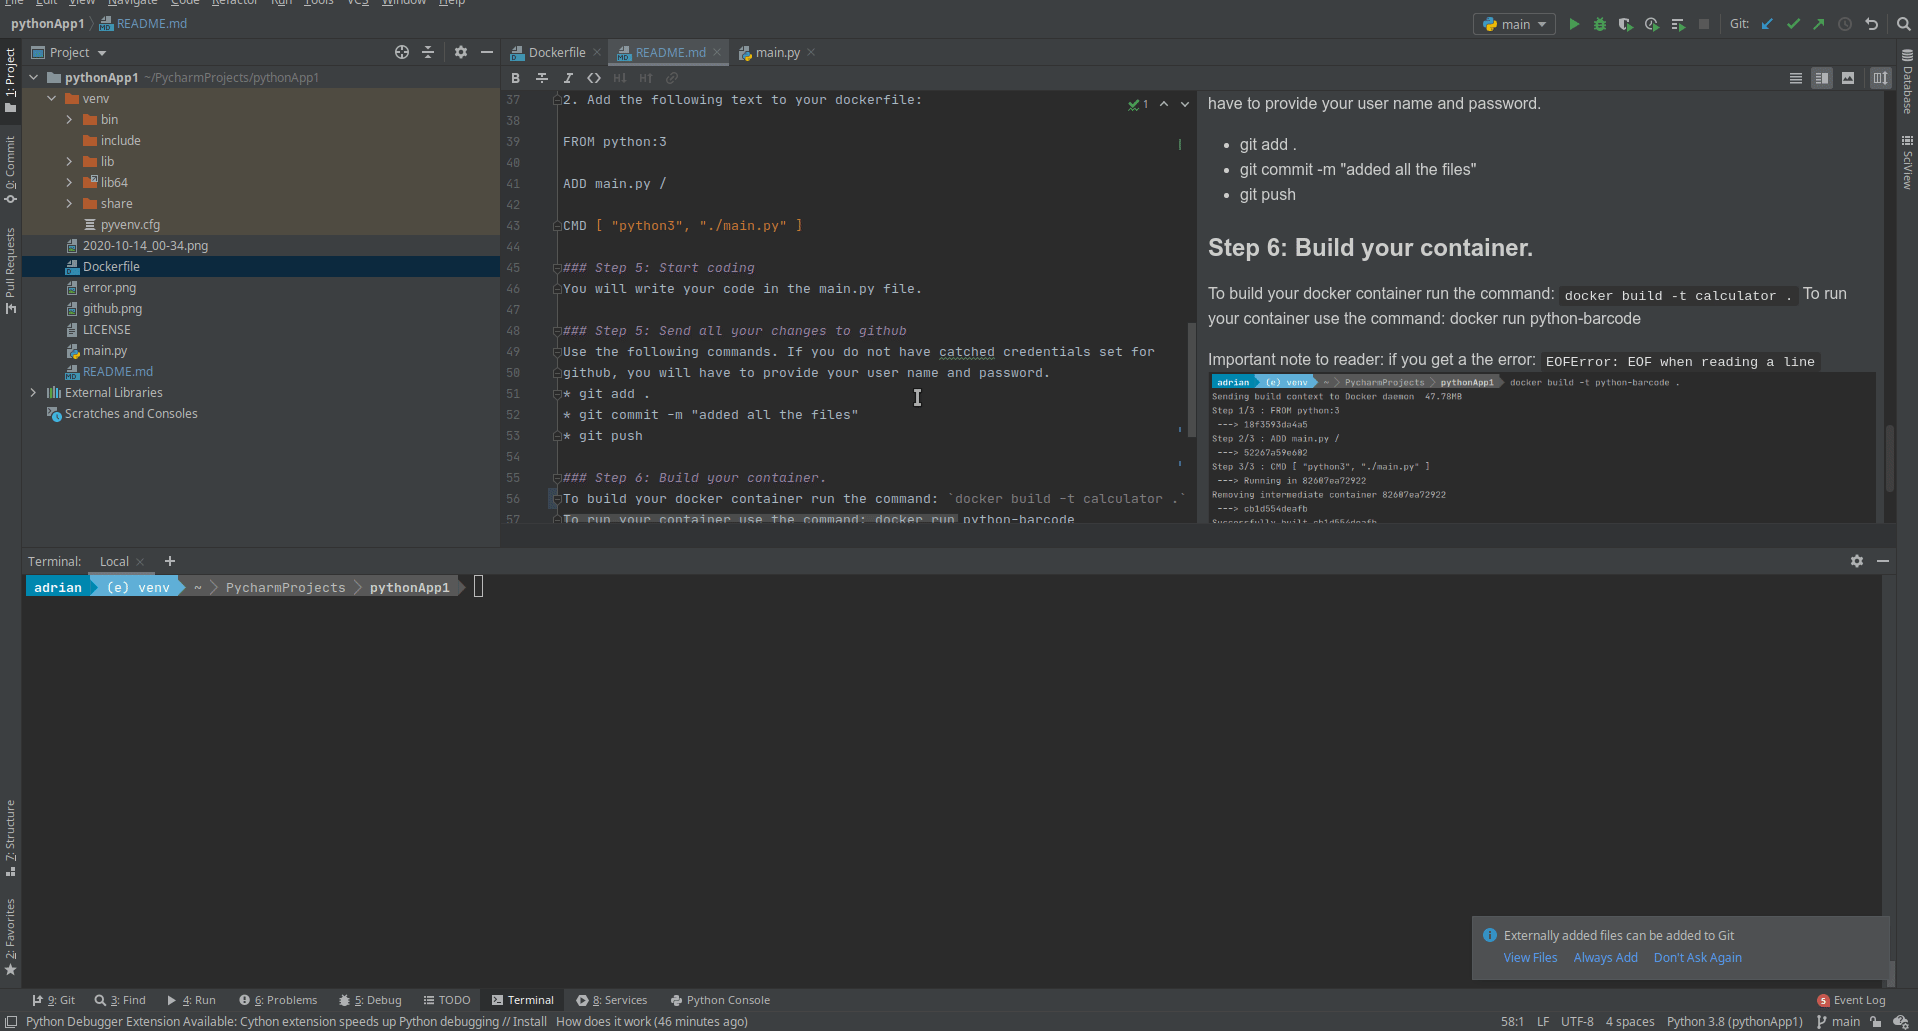 File Edit View Navigate Code Refactor Run Tools VCS Window Help
pythonApp1 README.md
main
Git:
1: Project
0: Commit
Pull Requests
7: Structure
2: Favorites
Project
pythonApp1 ~/PycharmProjects/pythonApp1
venv
bin
include
lib
lib64
share
pyvenv.cfg
2020-10-14_00-34.png
Dockerfile
error.png
github.png
LICENSE
main.py
README.md
External Libraries
Scratches and Consoles
Dockerfile README.md main.py
B I H↓ H↑
1
37 2. Add the following text to your dockerfile:
38
39 FROM python:3
40
41 ADD main.py /
42
43 CMD [ "python3", "./main.py" ]
44
45 ### Step 5: Start coding
46 You will write your code in the main.py file.
47
48 ### Step 5: Send all your changes to github
49 Use the following commands. If you do not have catched credentials set for
50 github, you will have to provide your user name and password.
51 * git add .
52 * git commit -m "added all the files"
53 * git push
54
55 ### Step 6: Build your container.
56 To build your docker container run the command: `docker build -t calculator .`
57 To run your container use the command: docker run python-barcode
have to provide your user name and password.
• git add .
• git commit -m "added all the files"
• git push
Step 6: Build your container.
To build your docker container run the command: docker build -t calculator . To run
your container use the command: docker run python-barcode
Important note to reader: if you get a the error: EOFError: EOF when reading a line
adrian (e) venv ~ PycharmProjects pythonApp1 docker build -t python-barcode .
Sending build context to Docker daemon 47.78MB
Step 1/3 : FROM python:3
---> 18f3593da4a5
Step 2/3 : ADD main.py /
---> 52267a59e602
Step 3/3 : CMD [ "python3", "./main.py" ]
---> Running in 82607ea72922
Removing intermediate container 82607ea72922
---> cb1d554deafb
Successfully built cb1d554deafb
Database
SciView
Terminal: Local +
adrian (e) venv ~ PycharmProjects pythonApp1
Externally added files can be added to Git
View Files Always Add Don't Ask Again
9: Git 3: Find 4: Run 6: Problems 5: Debug TODO Terminal 8: Services Python Console
5 Event Log
Python Debugger Extension Available: Cython extension speeds up Python debugging // Install How does it work (46 minutes ago)
58:1 LF UTF-8 4 spaces Python 3.8 (pythonApp1) main